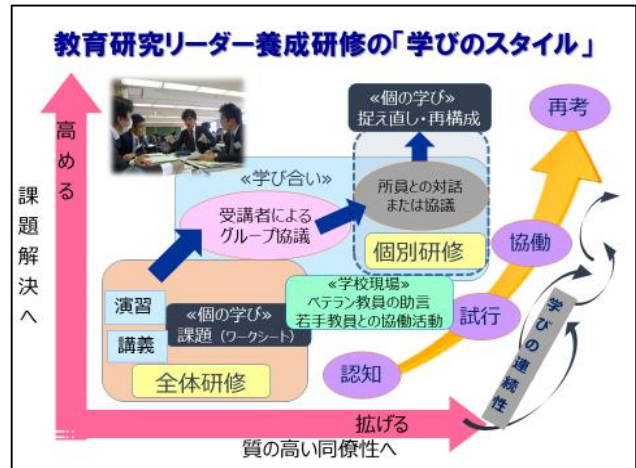 教育研究リーダー養成研修の「学びのスタイル」
高める
課題解決へ
≪個の学び≫
捉え直し・再構成
再考
≪学び合い≫
受講者による
グループ協議
所員との対話
または協議
個別研修
協働
演習
講義
≪個の学び≫
課題（ワークシート）
全体研修
≪学校現場≫
ベテラン教員の助言
若手教員との協働活動
試行
認知
学びの連続性
拡げる
質の高い同僚性へ